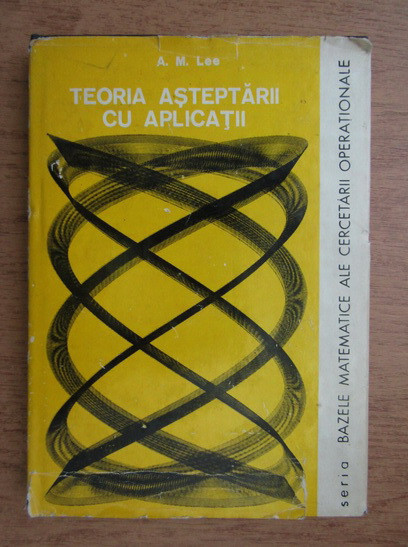 A. M. Lee
TEORIA AȘTEPTĂRII
CU APLICAȚII
seria BAZELE MATEMATICE ALE CERCETĂRII OPERAȚIONALE